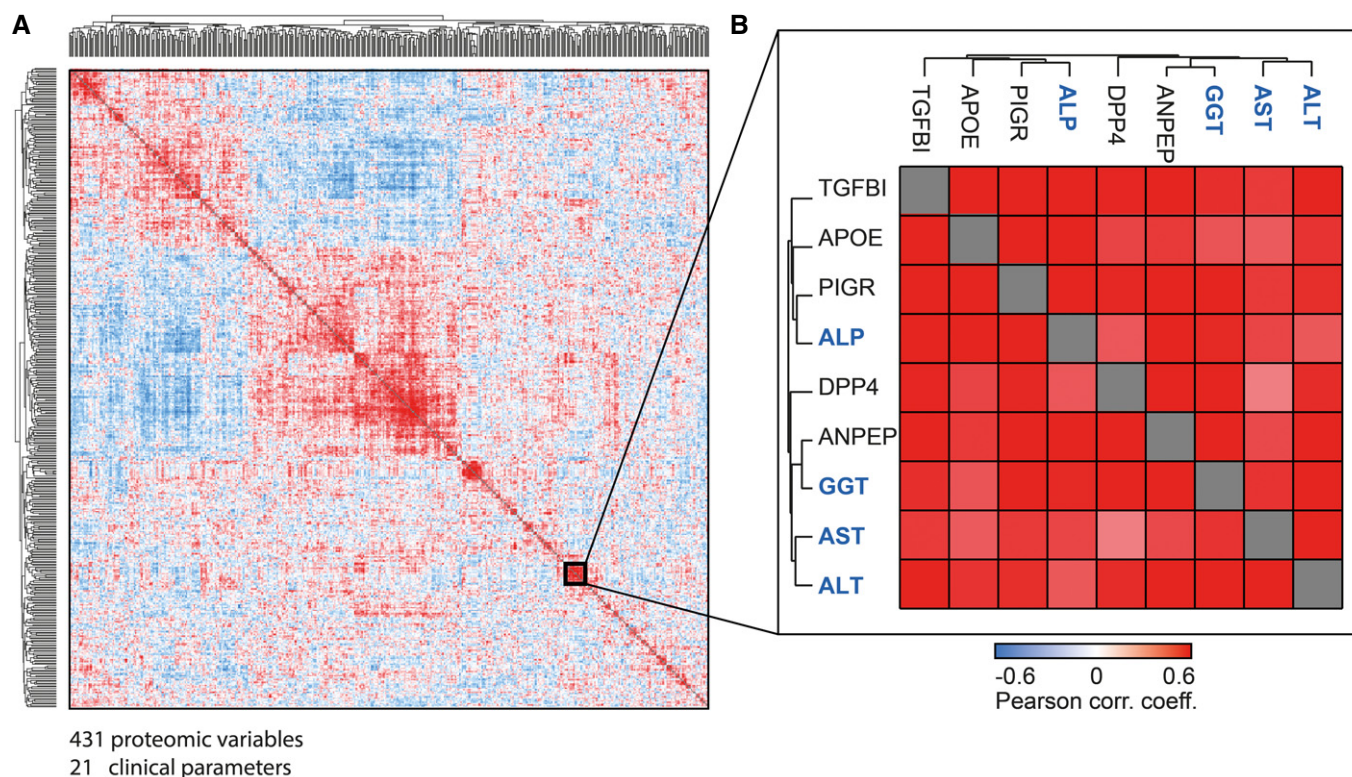 A
B
TGFBI
APOE
PIGR
ALP
DPP4
ANPEP
GGT
AST
ALT
TGFBI
APOE
PIGR
ALP
DPP4
ANPEP
GGT
AST
ALT
-0.6 0 0.6
Pearson corr. coeff.
431 proteomic variables
21 clinical parameters